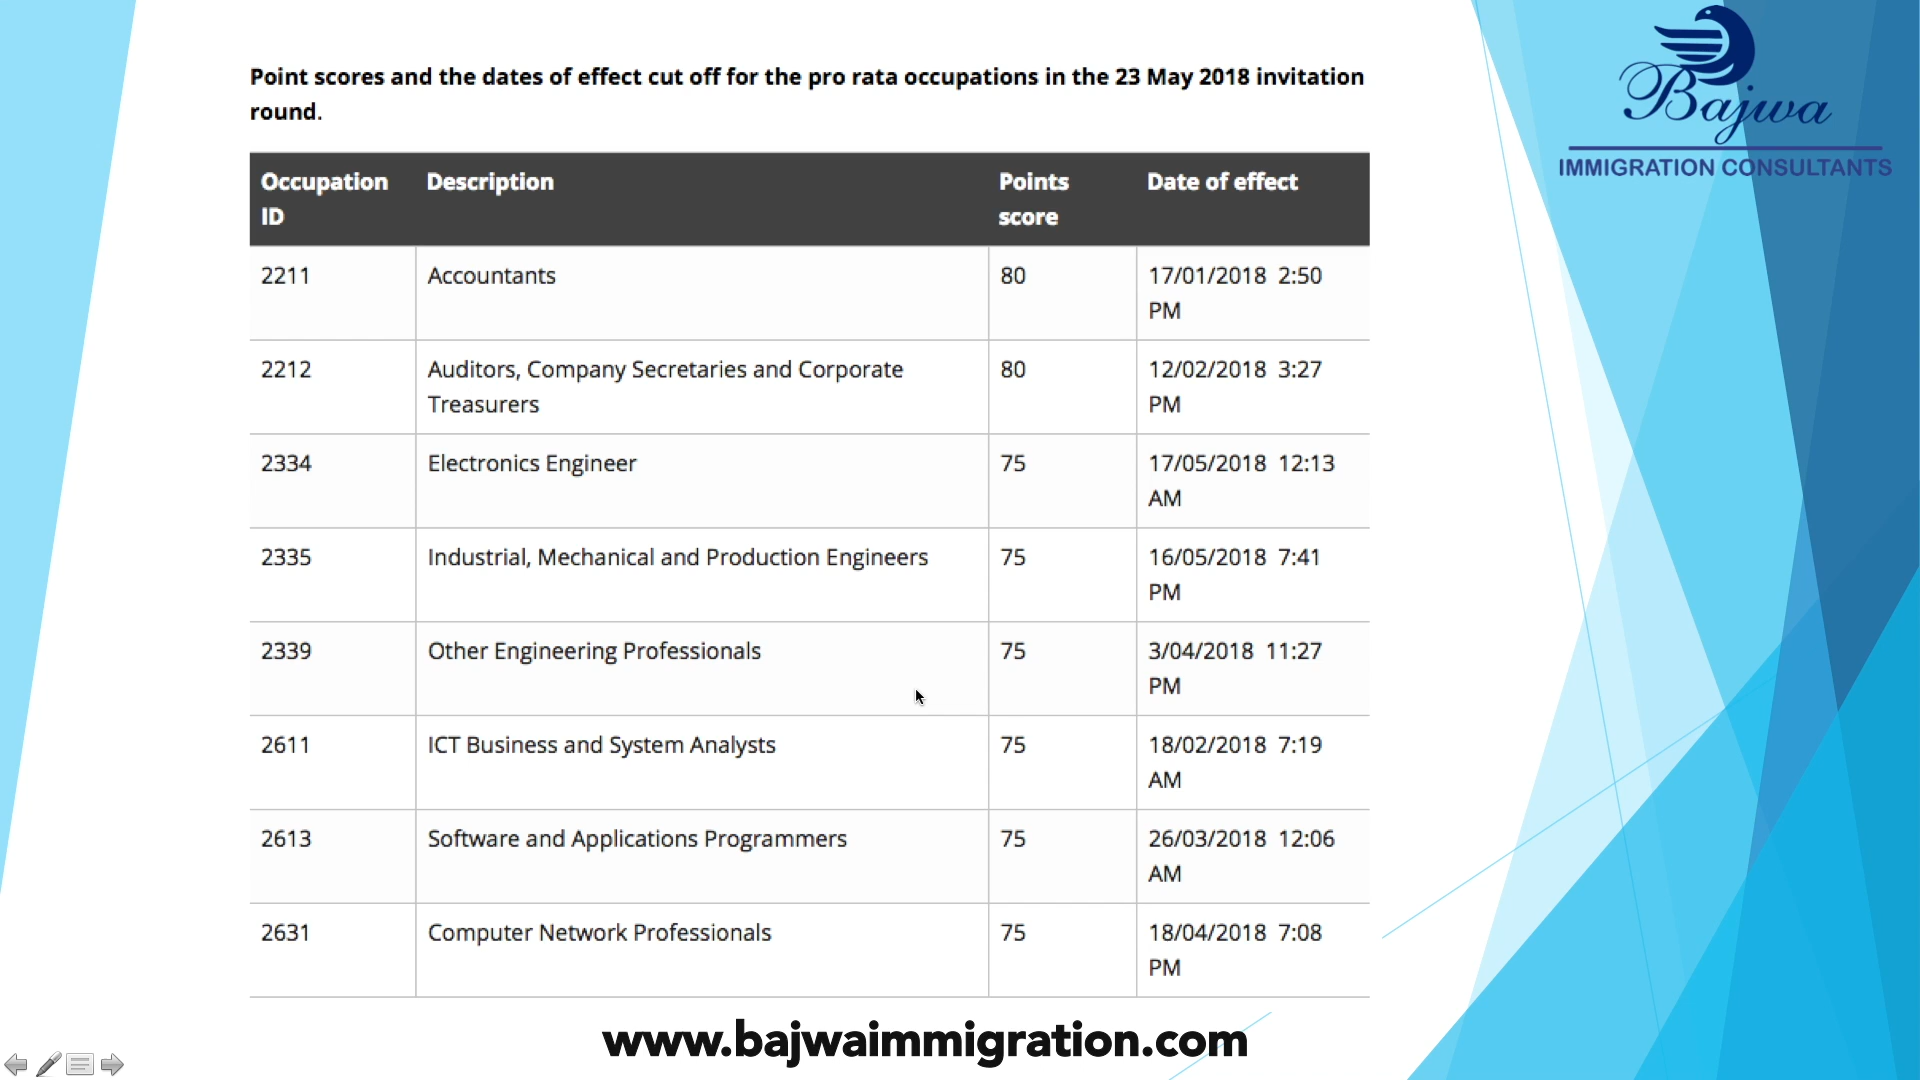 Point scores and the dates of effect cut off for the pro rata occupations in the 23 May 2018 invitation
round.
Bajwa
IMMIGRATION CONSULTANTS
Occupation ID Description Points score Date of effect
2211 Accountants 80 17/01/2018 2:50 PM
2212 Auditors, Company Secretaries and Corporate Treasurers 80 12/02/2018 3:27 PM
2334 Electronics Engineer 75 17/05/2018 12:13 AM
2335 Industrial, Mechanical and Production Engineers 75 16/05/2018 7:41 PM
2339 Other Engineering Professionals 75 3/04/2018 11:27 PM
2611 ICT Business and System Analysts 75 18/02/2018 7:19 AM
2613 Software and Applications Programmers 75 26/03/2018 12:06 AM
2631 Computer Network Professionals 75 18/04/2018 7:08 PM
www.bajwaimmigration.com